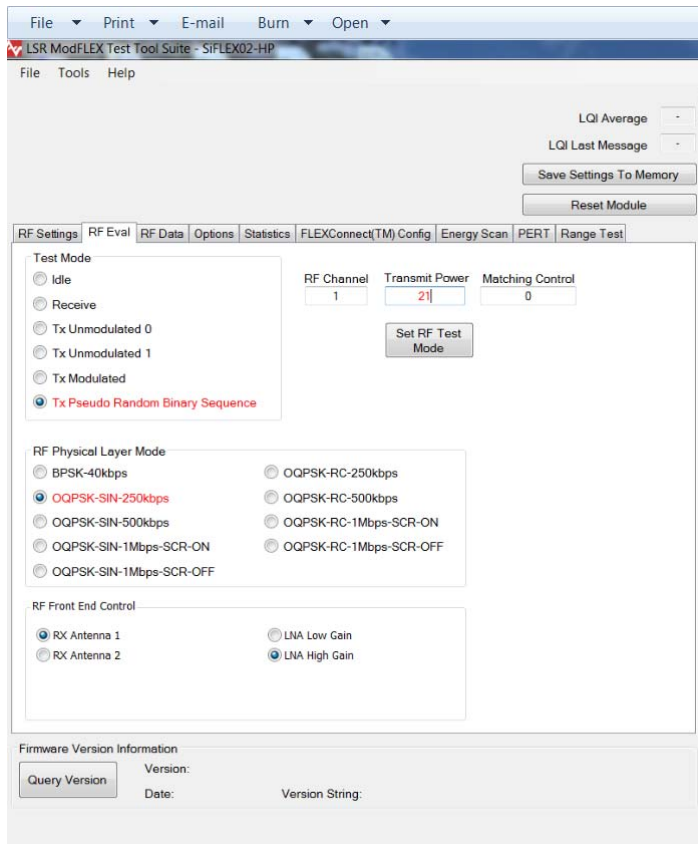 File Print E-mail Burn Open
LSR ModFLEX Test Tool Suite - SiFLEX02-HP
File Tools Help
LQI Average -
LQI Last Message -
Save Settings To Memory
Reset Module
RF Settings RF Eval RF Data Options Statistics FLEXConnect(TM) Config Energy Scan PERT Range Test
Test Mode
Idle
Receive
Tx Unmodulated 0
Tx Unmodulated 1
Tx Modulated
Tx Pseudo Random Binary Sequence
RF Channel Transmit Power Matching Control
1 21 0
Set RF Test
Mode
RF Physical Layer Mode
BPSK-40kbps OQPSK-RC-250kbps
OQPSK-SIN-250kbps OQPSK-RC-500kbps
OQPSK-SIN-500kbps OQPSK-RC-1Mbps-SCR-ON
OQPSK-SIN-1Mbps-SCR-ON OQPSK-RC-1Mbps-SCR-OFF
OQPSK-SIN-1Mbps-SCR-OFF
RF Front End Control
RX Antenna 1 LNA Low Gain
RX Antenna 2 LNA High Gain
Firmware Version Information
Query Version
Version:
Date: Version String: